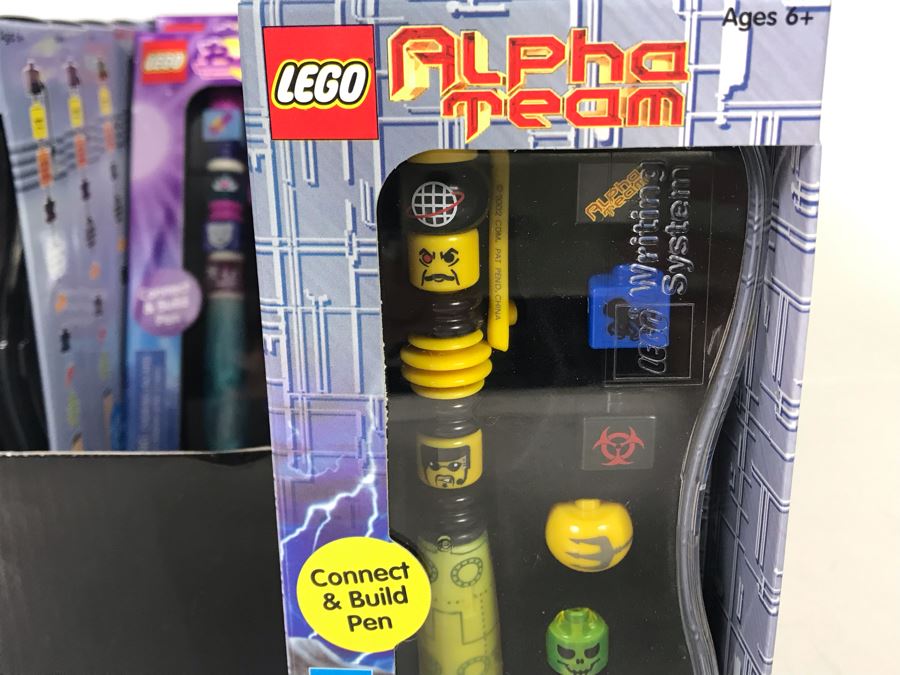 Ages 6+
LEGO
Alpha
Team
LEGO
© 2002 CDM, PAT PEND, CHINA
Alpha
Team
LEGO Writing
System
Connect
& Build
Pen
Connect
& Build
Pen